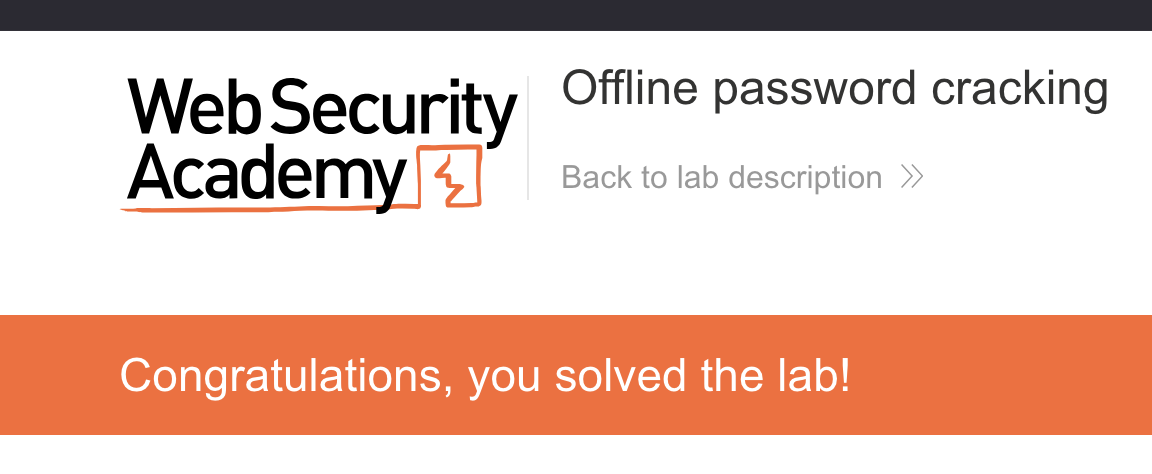 Web Security
Academy
Offline password cracking
Back to lab description
Congratulations, you solved the lab!